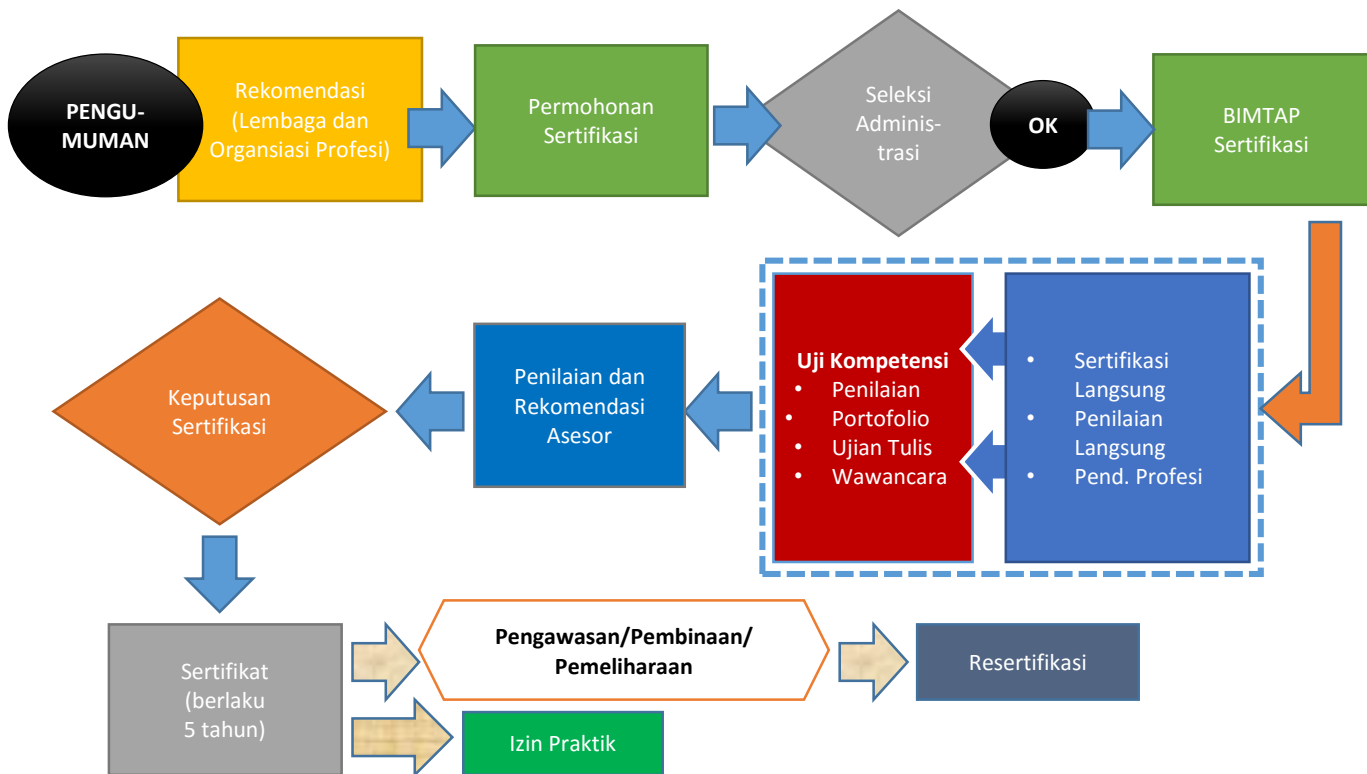 PENGU-
MUMAN
Rekomendasi
(Lembaga dan
Organsiasi Profesi)
Permohonan
Sertifikasi
Seleksi
Adminis-
trasi
OK
BIMTAP
Sertifikasi
Keputusan
Sertifikasi
Penilaian dan
Rekomendasi
Asesor
Uji Kompetensi
• Penilaian
• Portofolio
• Ujian Tulis
• Wawancara
• Sertifikasi
Langsung
• Penilaian
Langsung
• Pend. Profesi
Sertifikat
(berlaku
5 tahun)
Pengawasan/Pembinaan/
Pemeliharaan
Resertifikasi
Izin Praktik